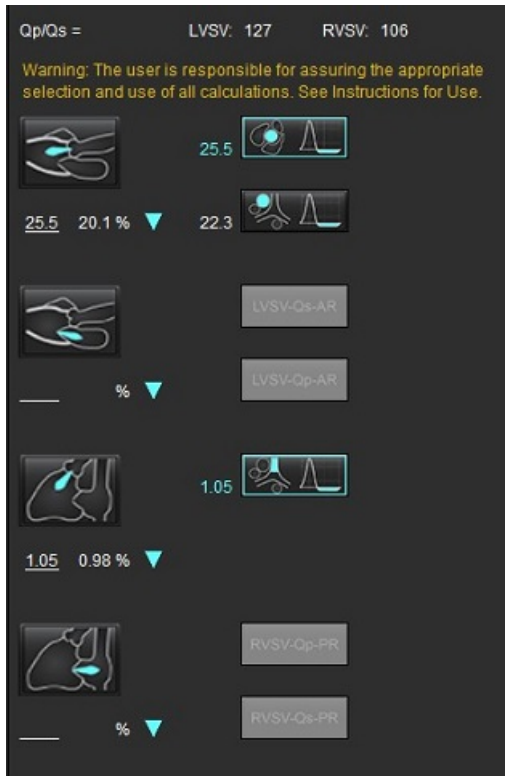 Qp/Qs = LVSV: 127 RVSV: 106
Warning: The user is responsible for assuring the appropriate
selection and use of all calculations. See Instructions for Use.
25.5
25.5 20.1 % 22.3
LVSV-Qs-AR
LVSV-Qp-AR
%
1.05
1.05 0.98 %
RVSV-Qp-PR
RVSV-Qs-PR
%